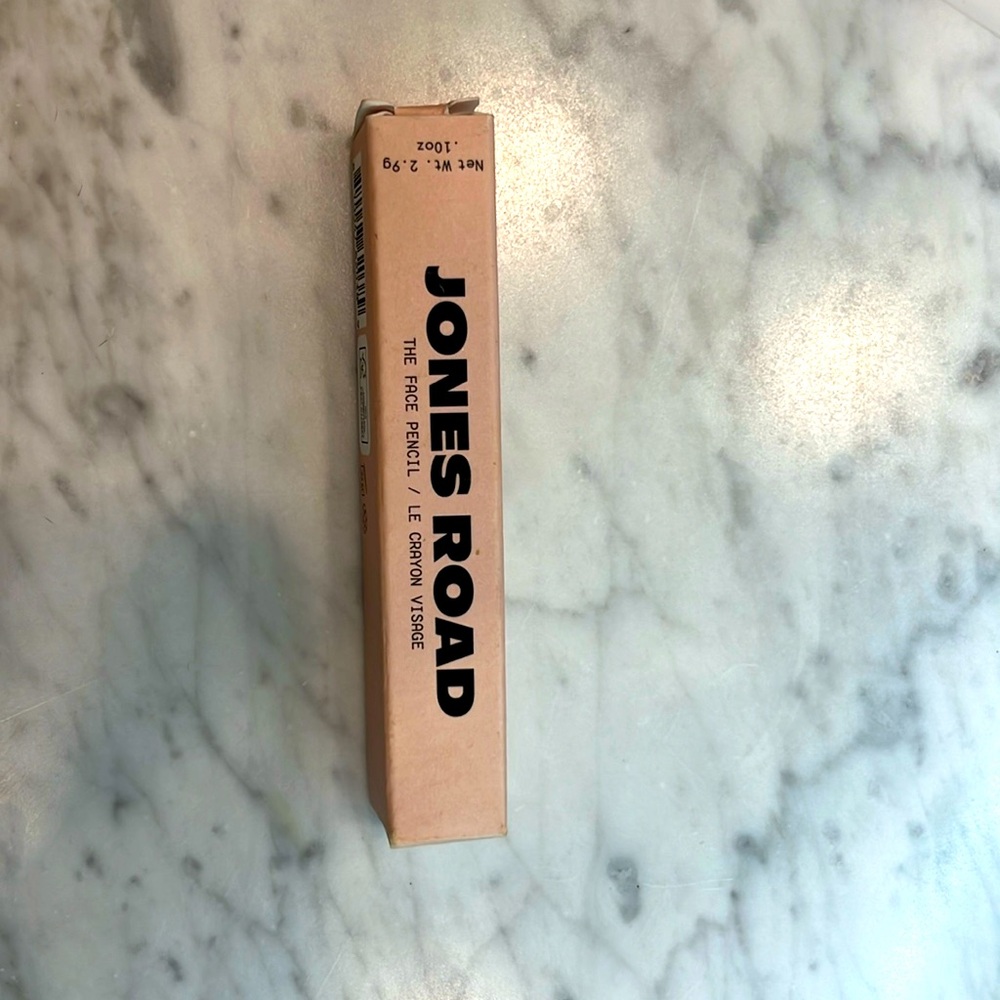 JONES ROAD
THE FACE PENCIL / LE CRAYON VISAGE
Net Wt. 2.9g
.10oz